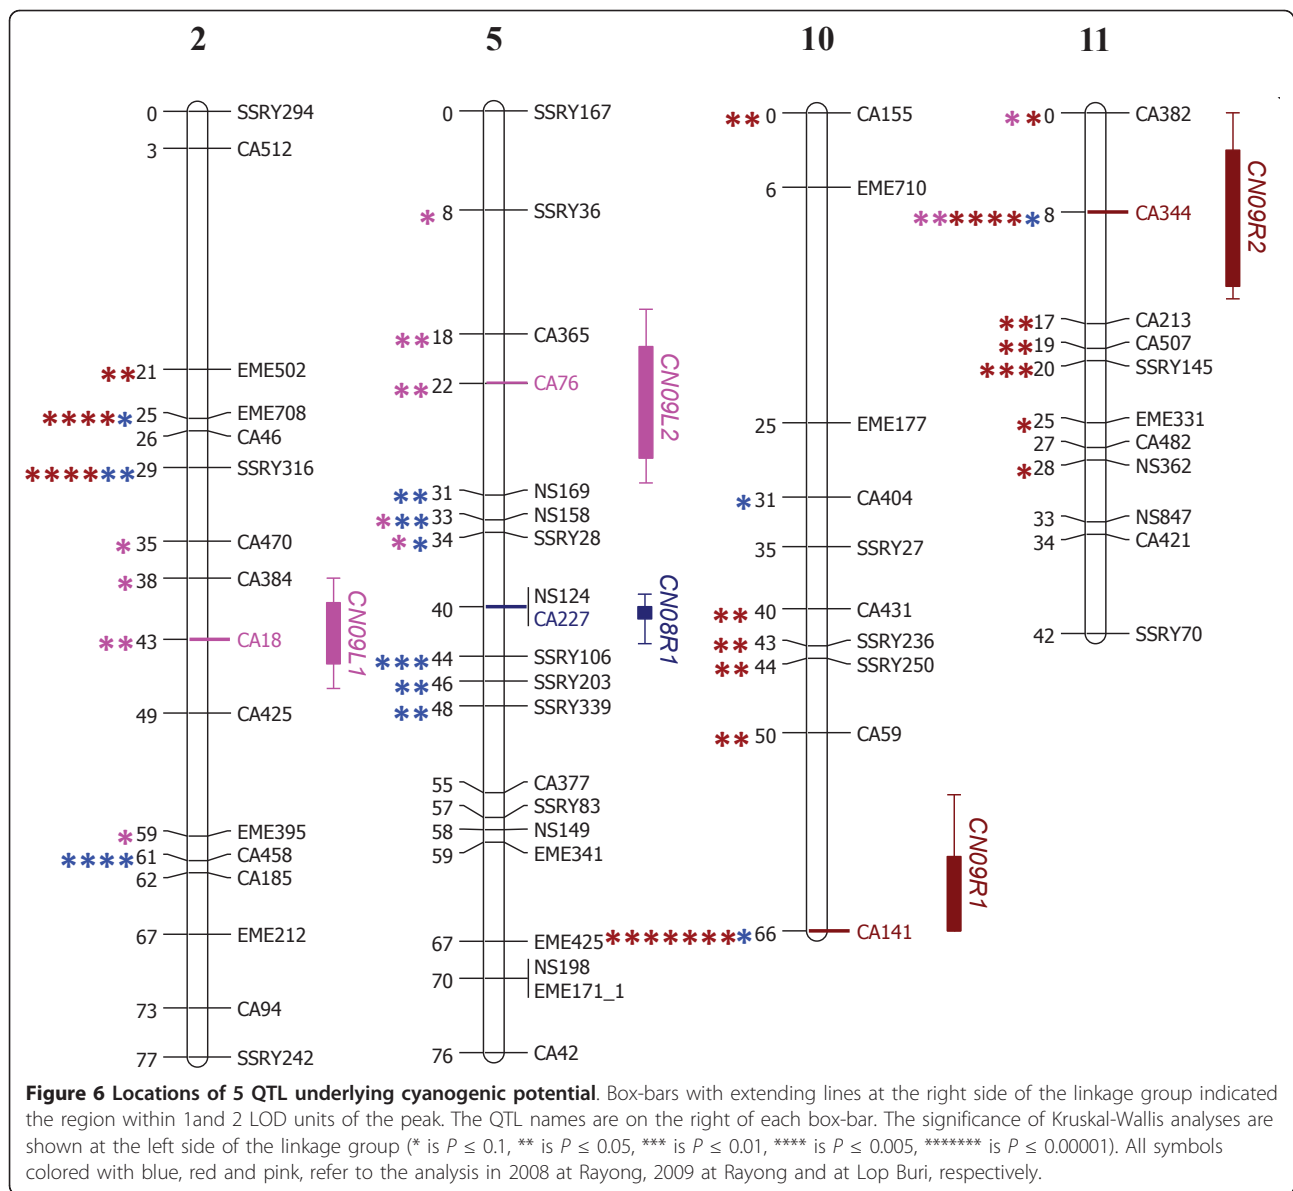 2 5 10 11
0 SSRY294
3 CA512
**21 EME502
*****25 EME708
26 CA46
******29 SSRY316
*35 CA470
*38 CA384
**43 CA18
49 CA425
*59 EME395
****61 CA458
62 CA185
67 EME212
73 CA94
77 SSRY242
CN09L1
0 SSRY167
*8 SSRY36
**18 CA365
**22 CA76
**31 NS169
***33 NS158
**34 SSRY28
40 NS124
CA227
***44 SSRY106
**46 SSRY203
**48 SSRY339
55 CA377
57 SSRY83
58 NS149
59 EME341
67 EME425
70 NS198
EME171_1
76 CA42
CN09L2
CN08R1
**0 CA155
6 EME710
25 EME177
*31 CA404
35 SSRY27
**40 CA431
**43 SSRY236
**44 SSRY250
**50 CA59
********66 CA141
CN09R1
**0 CA382
*******8 CA344
**17 CA213
**19 CA507
***20 SSRY145
*25 EME331
27 CA482
*28 NS362
33 NS847
34 CA421
42 SSRY70
CN09R2
Figure 6 Locations of 5 QTL underlying cyanogenic potential. Box-bars with extending lines at the right side of the linkage group indicated
the region within 1and 2 LOD units of the peak. The QTL names are on the right of each box-bar. The significance of Kruskal-Wallis analyses are
shown at the left side of the linkage group (* is P ≤ 0.1, ** is P ≤ 0.05, *** is P ≤ 0.01, **** is P ≤ 0.005, ******* is P ≤ 0.00001). All symbols
colored with blue, red and pink, refer to the analysis in 2008 at Rayong, 2009 at Rayong and at Lop Buri, respectively.